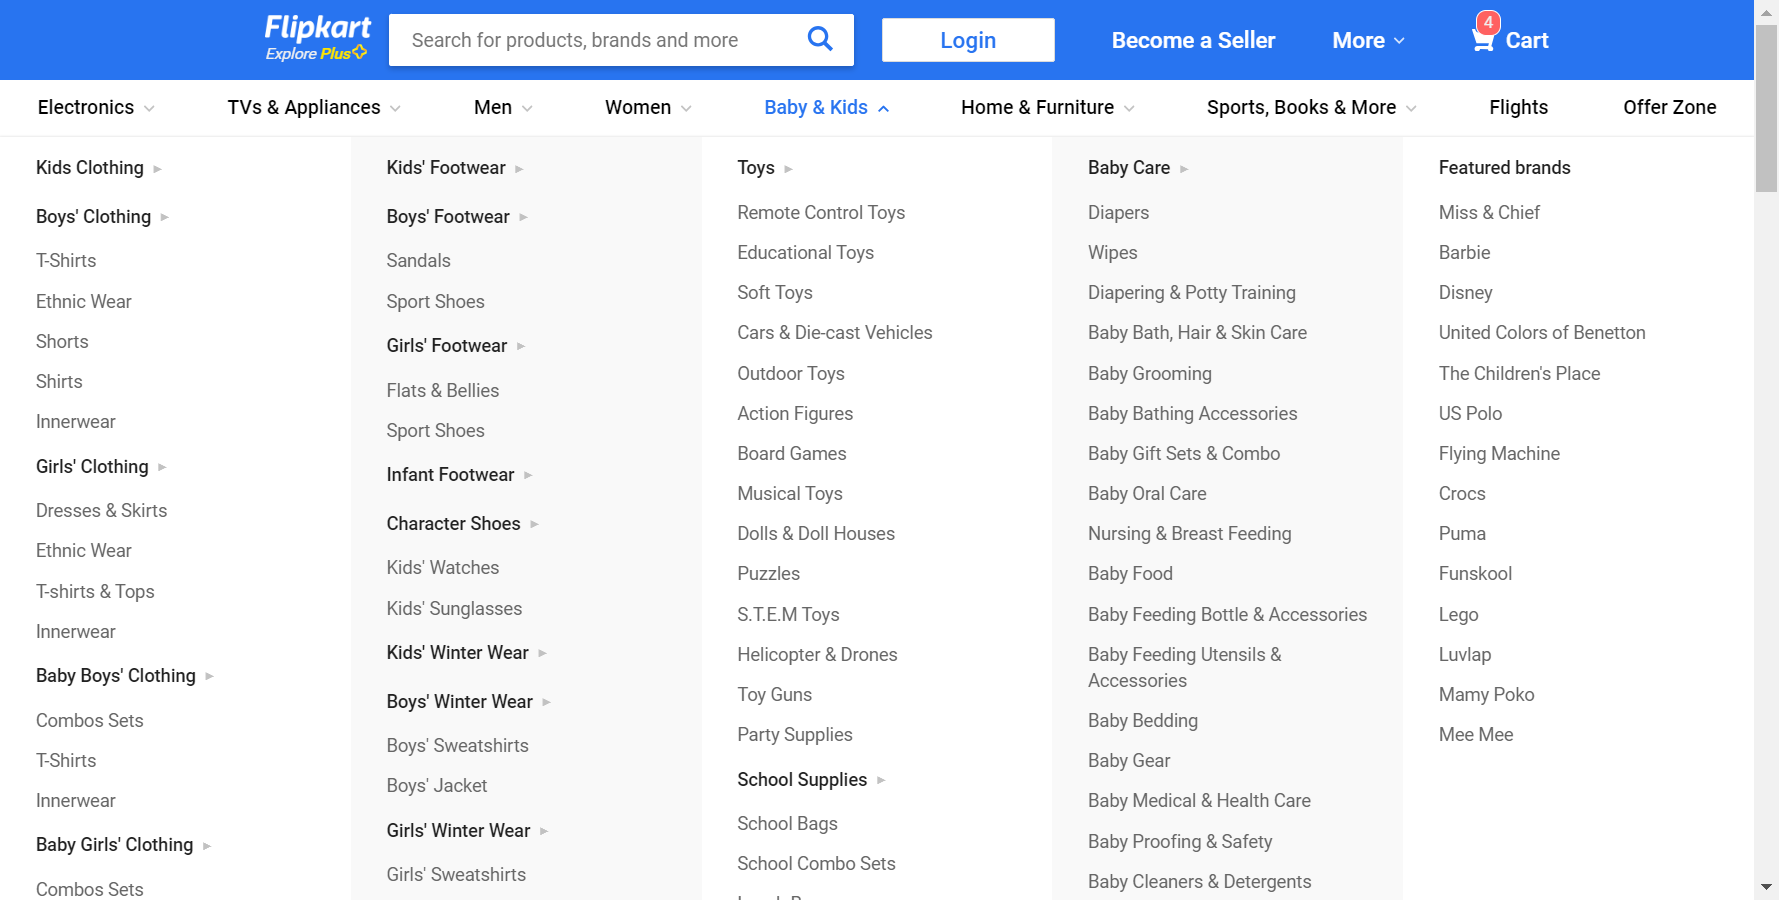 Flipkart
Explore Plus
Search for products, brands and more
Login
Become a Seller
More
4
Cart
Electronics
TVs & Appliances
Men
Women
Baby & Kids
Home & Furniture
Sports, Books & More
Flights
Offer Zone
Kids Clothing
Boys' Clothing
T-Shirts
Ethnic Wear
Shorts
Shirts
Innerwear
Girls' Clothing
Dresses & Skirts
Ethnic Wear
T-shirts & Tops
Innerwear
Baby Boys' Clothing
Combos Sets
T-Shirts
Innerwear
Baby Girls' Clothing
Combos Sets
Kids' Footwear
Boys' Footwear
Sandals
Sport Shoes
Girls' Footwear
Flats & Bellies
Sport Shoes
Infant Footwear
Character Shoes
Kids' Watches
Kids' Sunglasses
Kids' Winter Wear
Boys' Winter Wear
Boys' Sweatshirts
Boys' Jacket
Girls' Winter Wear
Girls' Sweatshirts
Toys
Remote Control Toys
Educational Toys
Soft Toys
Cars & Die-cast Vehicles
Outdoor Toys
Action Figures
Board Games
Musical Toys
Dolls & Doll Houses
Puzzles
S.T.E.M Toys
Helicopter & Drones
Toy Guns
Party Supplies
School Supplies
School Bags
School Combo Sets
Baby Care
Diapers
Wipes
Diapering & Potty Training
Baby Bath, Hair & Skin Care
Baby Grooming
Baby Bathing Accessories
Baby Gift Sets & Combo
Baby Oral Care
Nursing & Breast Feeding
Baby Food
Baby Feeding Bottle & Accessories
Baby Feeding Utensils &
Accessories
Baby Bedding
Baby Gear
Baby Medical & Health Care
Baby Proofing & Safety
Baby Cleaners & Detergents
Featured brands
Miss & Chief
Barbie
Disney
United Colors of Benetton
The Children's Place
US Polo
Flying Machine
Crocs
Puma
Funskool
Lego
Luvlap
Mamy Poko
Mee Mee